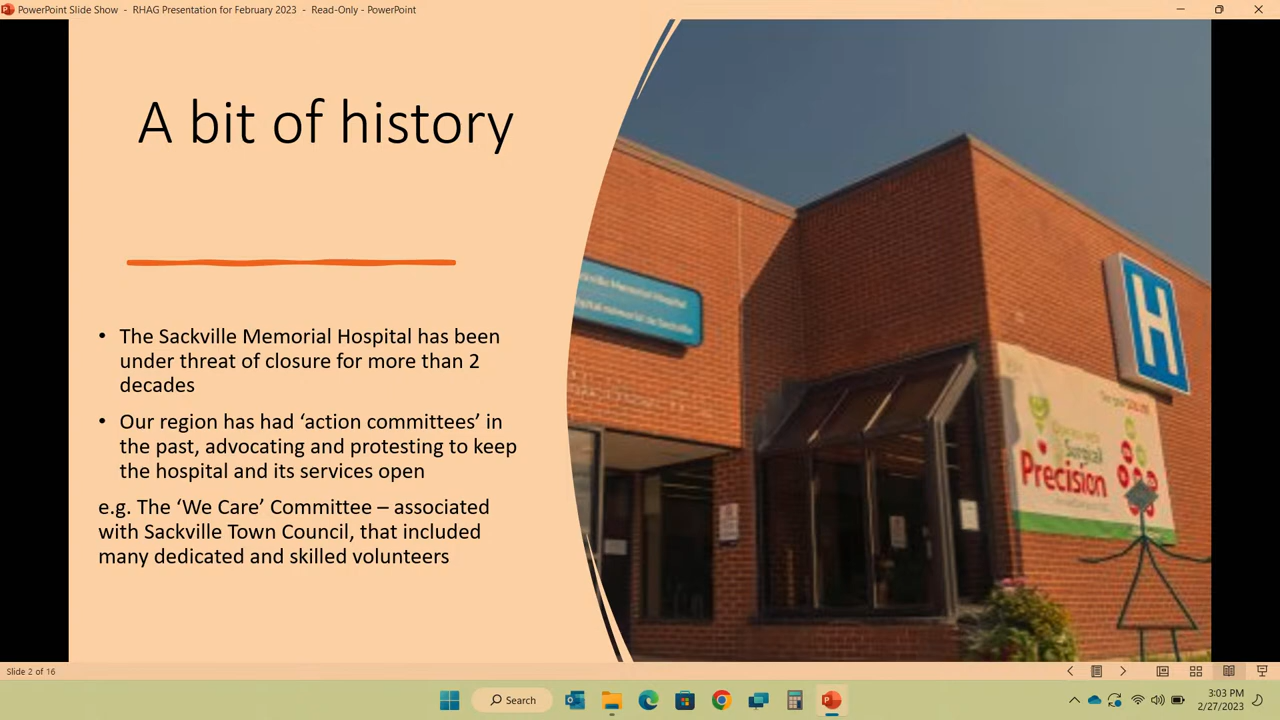 PowerPoint Slide Show - RHAG Presentation for February 2023 - Read-Only - PowerPoint
A bit of history
• The Sackville Memorial Hospital has been
under threat of closure for more than 2
decades
• Our region has had ‘action committees’ in
the past, advocating and protesting to keep
the hospital and its services open
e.g. The ‘We Care’ Committee – associated
with Sackville Town Council, that included
many dedicated and skilled volunteers
Memorial Hospital
H
Surgical
Precision
Slide 2 of 16
Search
3:03 PM
2/27/2023